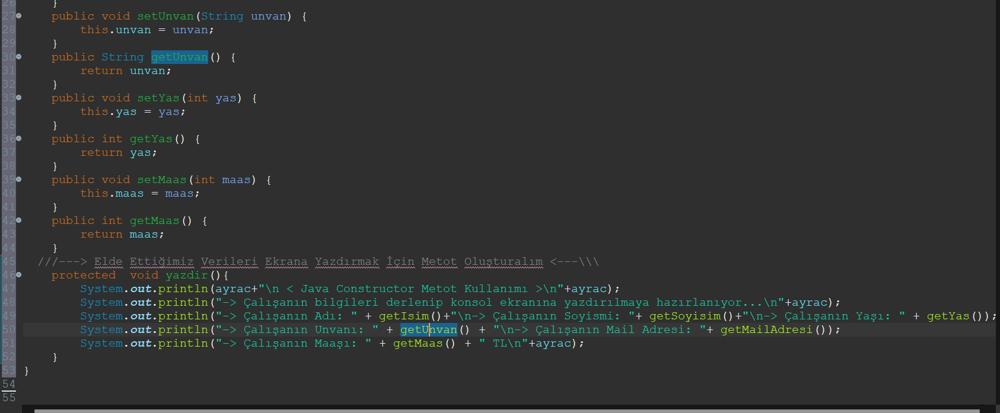 26 }
27 public void setUnvan(String unvan) {
28 this.unvan = unvan;
29 }
30 public String getUnvan() {
31 return unvan;
32 }
33 public void setYas(int yas) {
34 this.yas = yas;
35 }
36 public int getYas() {
37 return yas;
38 }
39 public void setMaas(int maas) {
40 this.maas = maas;
41 }
42 public int getMaas() {
43 return maas;
44 }
45 ///---> Elde Ettiğimiz Verileri Ekrana Yazdırmak İçin Metot Oluşturalım <---\\\
46 protected  void yazdir(){
47 System.out.println(ayrac+"\n < Java Constructor Metot Kullanımı >\n"+ayrac);
48 System.out.println("-> Çalışanın bilgileri derlenip konsol ekranına yazdırılmaya hazırlanıyor...\n"+ayrac);
49 System.out.println("-> Çalışanın Adı: " + getIsim()+"\n-> Çalışanın Soyismi: "+ getSoyisim()+"\n-> Çalışanın Yaşı: " + getYas());
50 System.out.println("-> Çalışanın Unvanı: " + getUnvan() + "\n-> Çalışanın Mail Adresi: "+ getMailAdresi());
51 System.out.println("-> Çalışanın Maaşı: " + getMaas() + " TL\n"+ayrac);
52 }
53 }
54
55